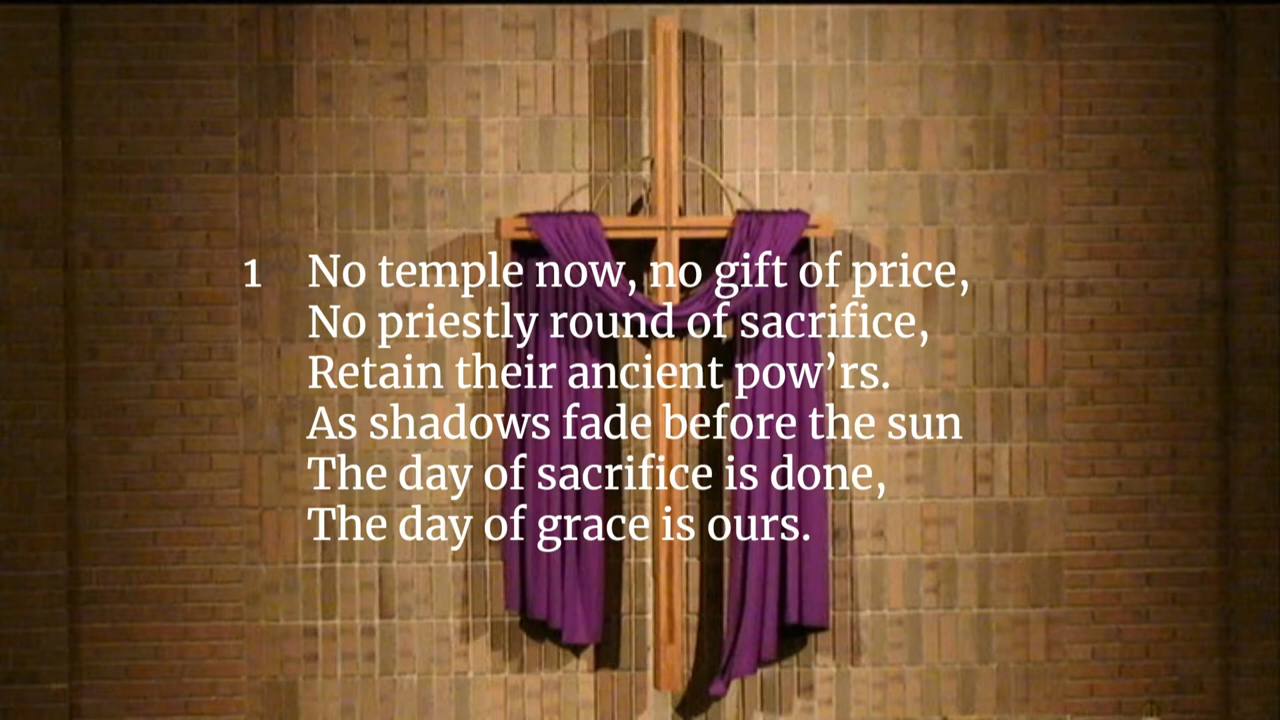 1 No temple now, no gift of price,
No priestly round of sacrifice,
Retain their ancient pow’rs.
As shadows fade before the sun
The day of sacrifice is done,
The day of grace is ours.